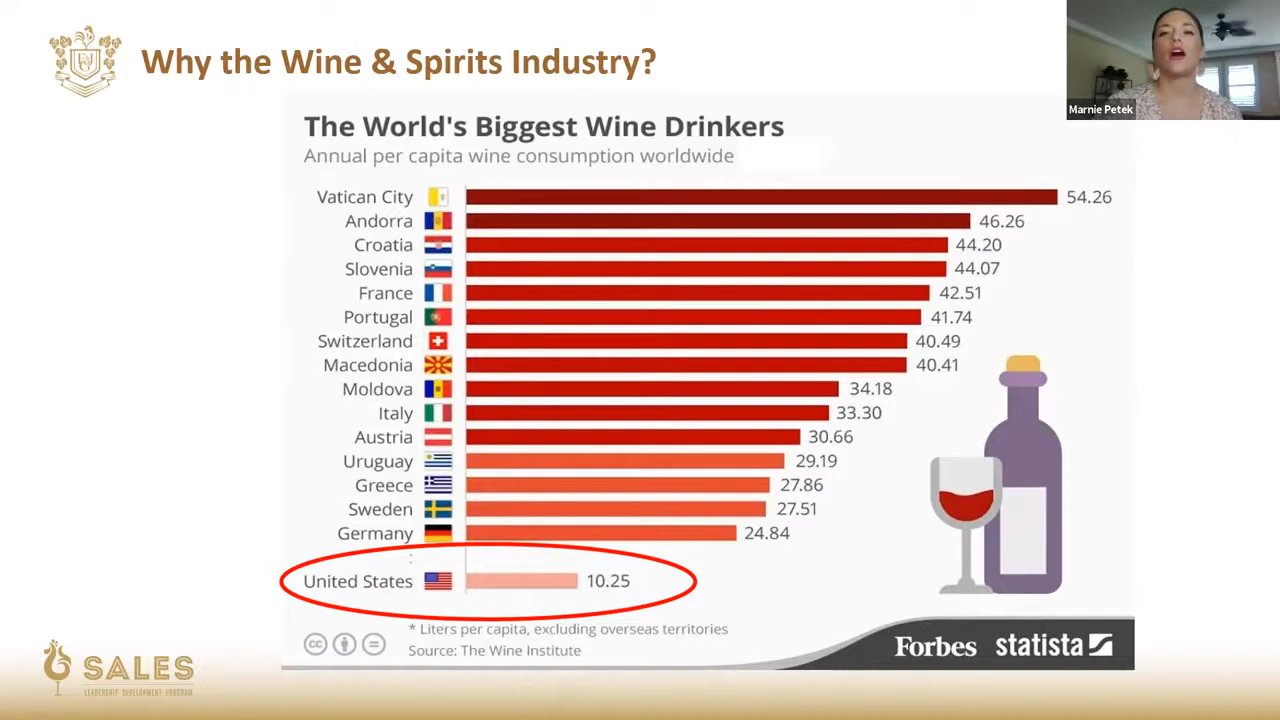 Why the Wine & Spirits Industry?
Marnie Petek
The World's Biggest Wine Drinkers
Annual per capita wine consumption worldwide
Vatican City 54.26
Andorra 46.26
Croatia 44.20
Slovenia 44.07
France 42.51
Portugal 41.74
Switzerland 40.49
Macedonia 40.41
Moldova 34.18
Italy 33.30
Austria 30.66
Uruguay 29.19
Greece 27.86
Sweden 27.51
Germany 24.84
:
United States 10.25
* Liters per capita, excluding overseas territories
cc
Source: The Wine Institute
Forbes statista
SALES
LEADERSHIP DEVELOPMENT PROGRAM